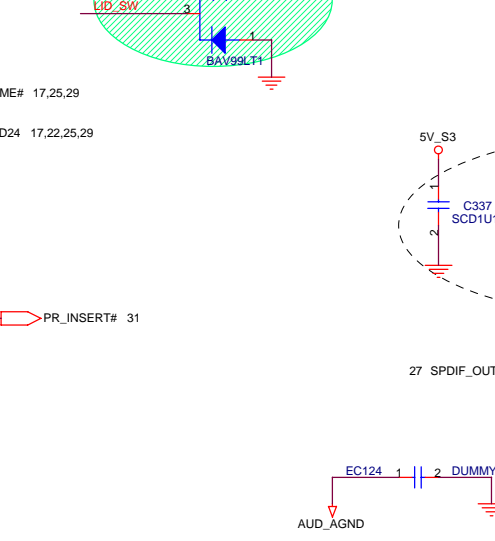 LID_SW
3
1
BAV99LT1
ME# 17,25,29
D24 17,22,25,29
5V_S3
1
C337
SCD1U1
2
PR_INSERT# 31
27 SPDIF_OUT
EC124 1 2 DUMMY
AUD_AGND